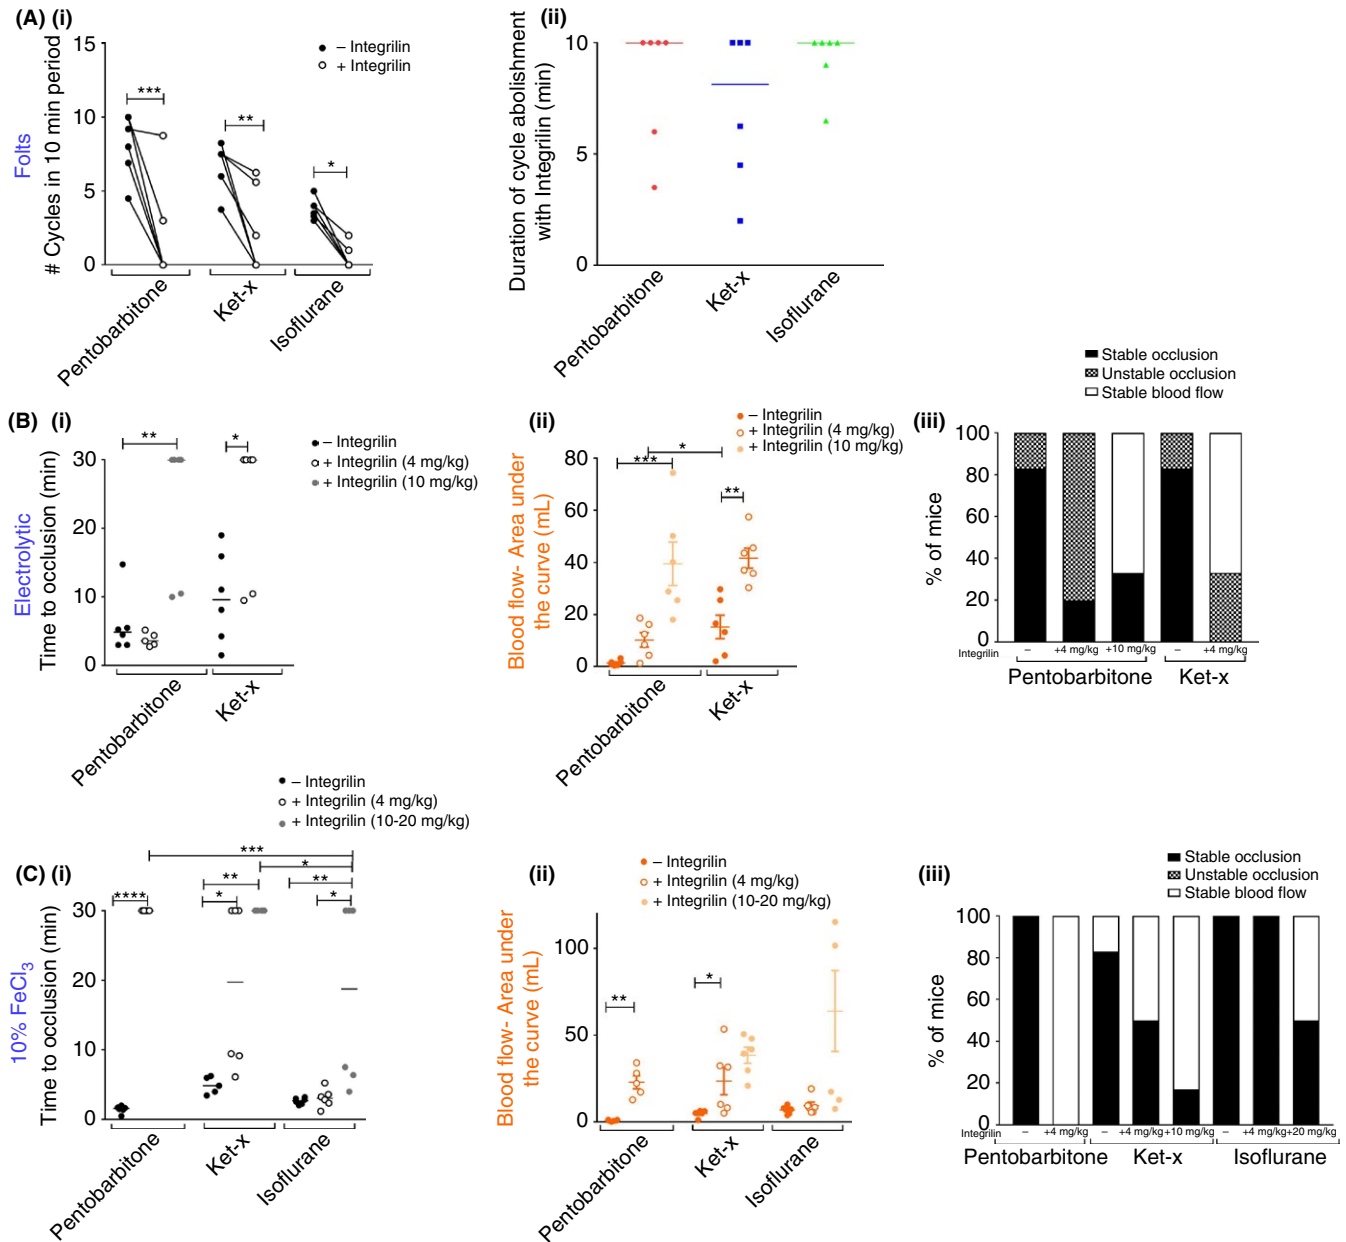 (A) (i)
Folts
# Cycles in 10 min period
15
10
5
0
– Integrilin
+ Integrilin
***
**
*
Pentobarbitone
Ket-x
Isoflurane
(ii)
Duration of cycle abolishment
with Integrilin (min)
10
5
0
Pentobarbitone
Ket-x
Isoflurane
(B) (i)
Electrolytic
Time to occlusion (min)
30
20
10
0
– Integrilin
+ Integrilin (4 mg/kg)
+ Integrilin (10 mg/kg)
**
*
Pentobarbitone
Ket-x
(ii)
Blood flow- Area under
the curve (mL)
80
60
40
20
0
– Integrilin
+ Integrilin (4 mg/kg)
+ Integrilin (10 mg/kg)
*
***
**
Pentobarbitone
Ket-x
(iii)
Stable occlusion
Unstable occlusion
Stable blood flow
% of mice
100
80
60
40
20
0
Integrilin – +4 mg/kg +10 mg/kg – +4 mg/kg
Pentobarbitone Ket-x
(C) (i)
10% FeCl3
Time to occlusion (min)
30
20
10
0
– Integrilin
+ Integrilin (4 mg/kg)
+ Integrilin (10-20 mg/kg)
***
*
**
**
****
*
*
Pentobarbitone
Ket-x
Isoflurane
(ii)
Blood flow- Area under
the curve (mL)
100
50
0
– Integrilin
+ Integrilin (4 mg/kg)
+ Integrilin (10-20 mg/kg)
**
*
Pentobarbitone
Ket-x
Isoflurane
(iii)
Stable occlusion
Unstable occlusion
Stable blood flow
% of mice
100
80
60
40
20
0
Integrilin – +4 mg/kg – +4 mg/kg +10 mg/kg – +4 mg/kg +20 mg/kg
Pentobarbitone Ket-x Isoflurane